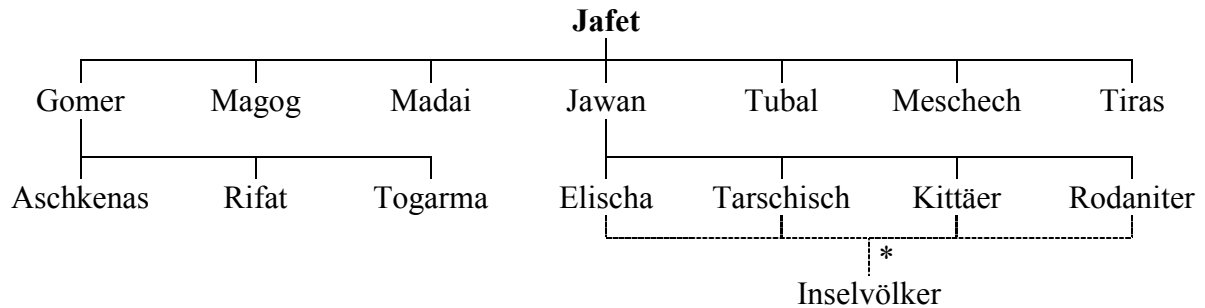 Jafet
Gomer Magog Madai Jawan Tubal Meschech Tiras
Aschkenas Rifat Togarma Elischa Tarschisch Kittäer Rodaniter
*
Inselvölker